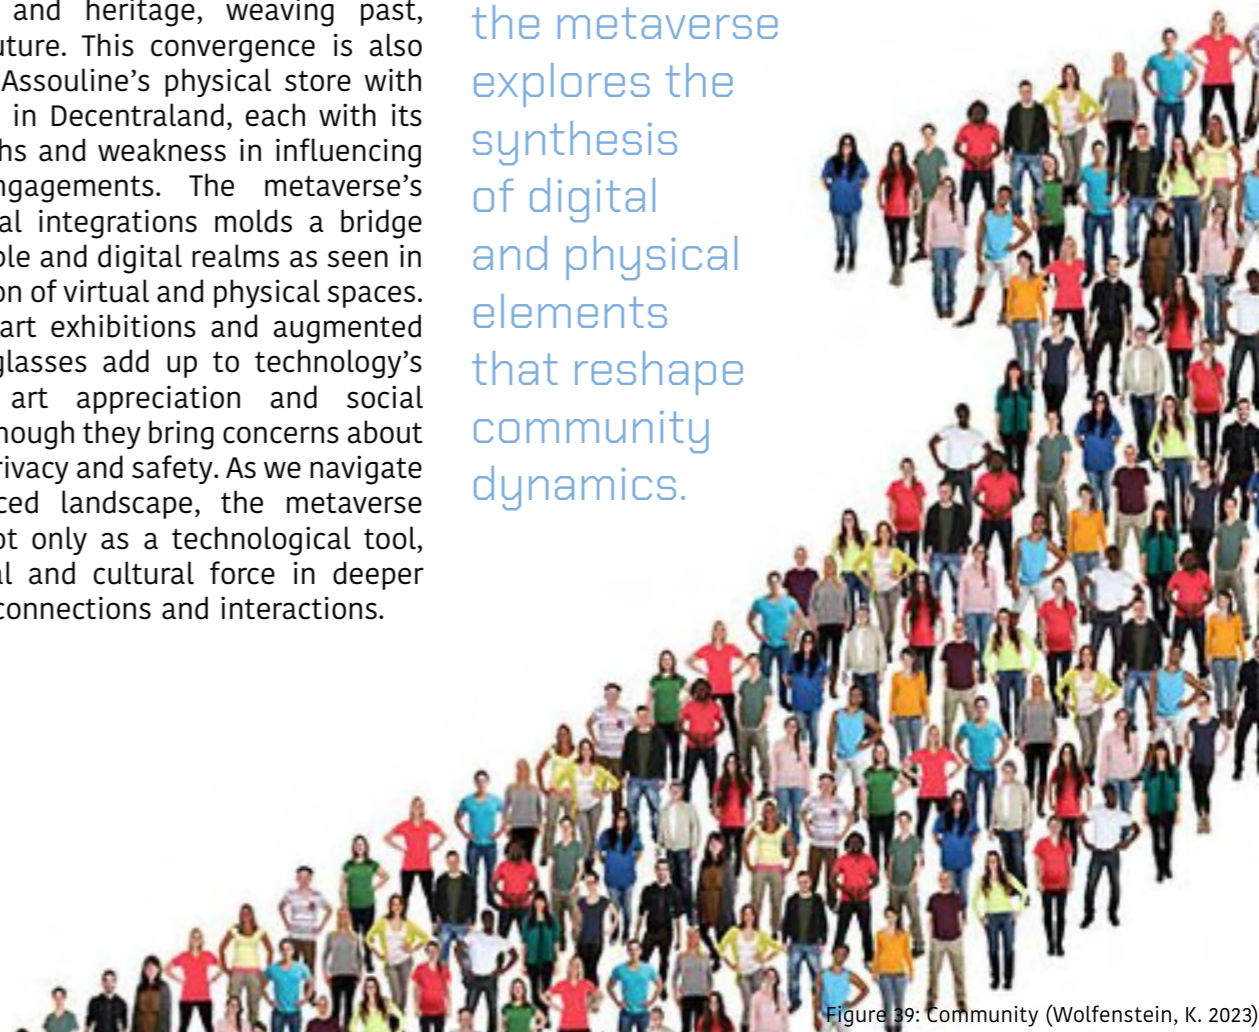 and heritage, weaving past,
uture. This convergence is also
Assouline's physical store with
in Decentraland, each with its
hs and weakness in influencing
ngagements. The metaverse's
al integrations molds a bridge
ble and digital realms as seen in
on of virtual and physical spaces.
art exhibitions and augmented
glasses add up to technology's
art appreciation and social
hough they bring concerns about
rivacy and safety. As we navigate
ced landscape, the metaverse
ot only as a technological tool,
al and cultural force in deeper
connections and interactions.
the metaverse
explores the
synthesis
of digital
and physical
elements
that reshape
community
dynamics.
Figure 39: Community (Wolfenstein, K. 2023)